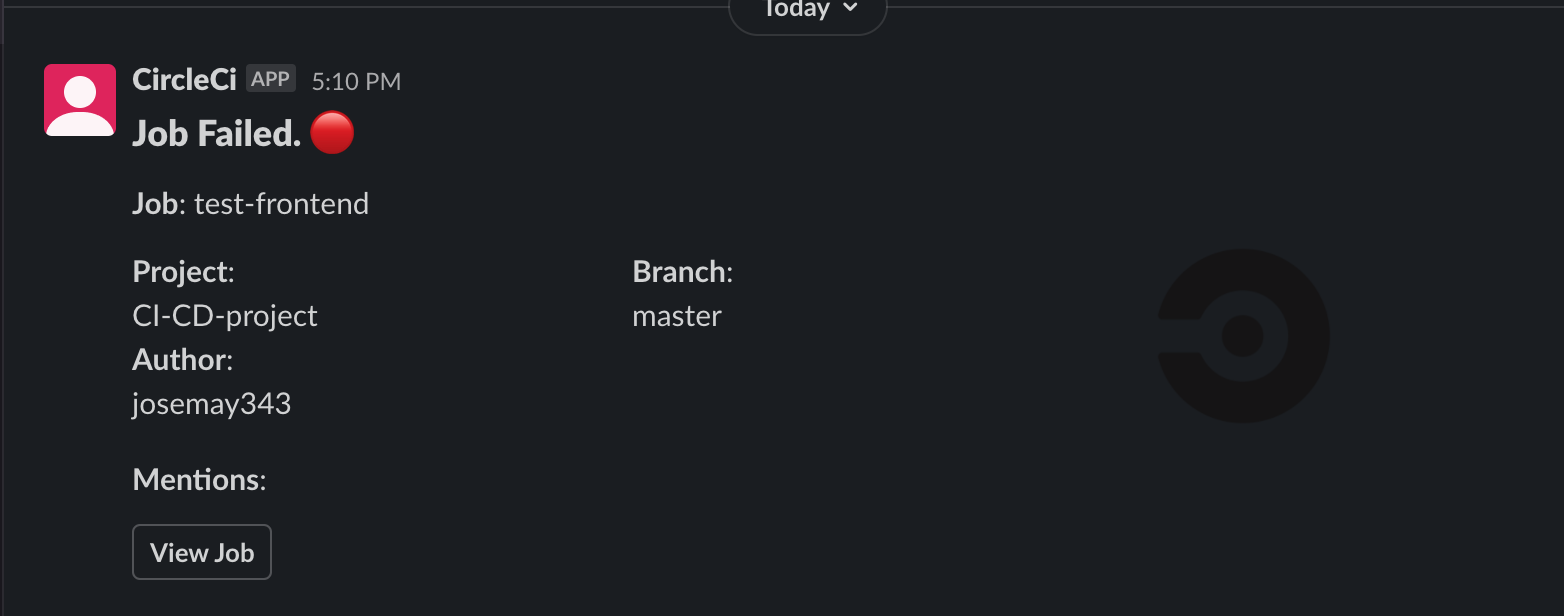 Today
CircleCi APP 5:10 PM
Job Failed.
Job: test-frontend
Project:
CI-CD-project
Branch:
master
Author:
josemay343
Mentions:
View Job